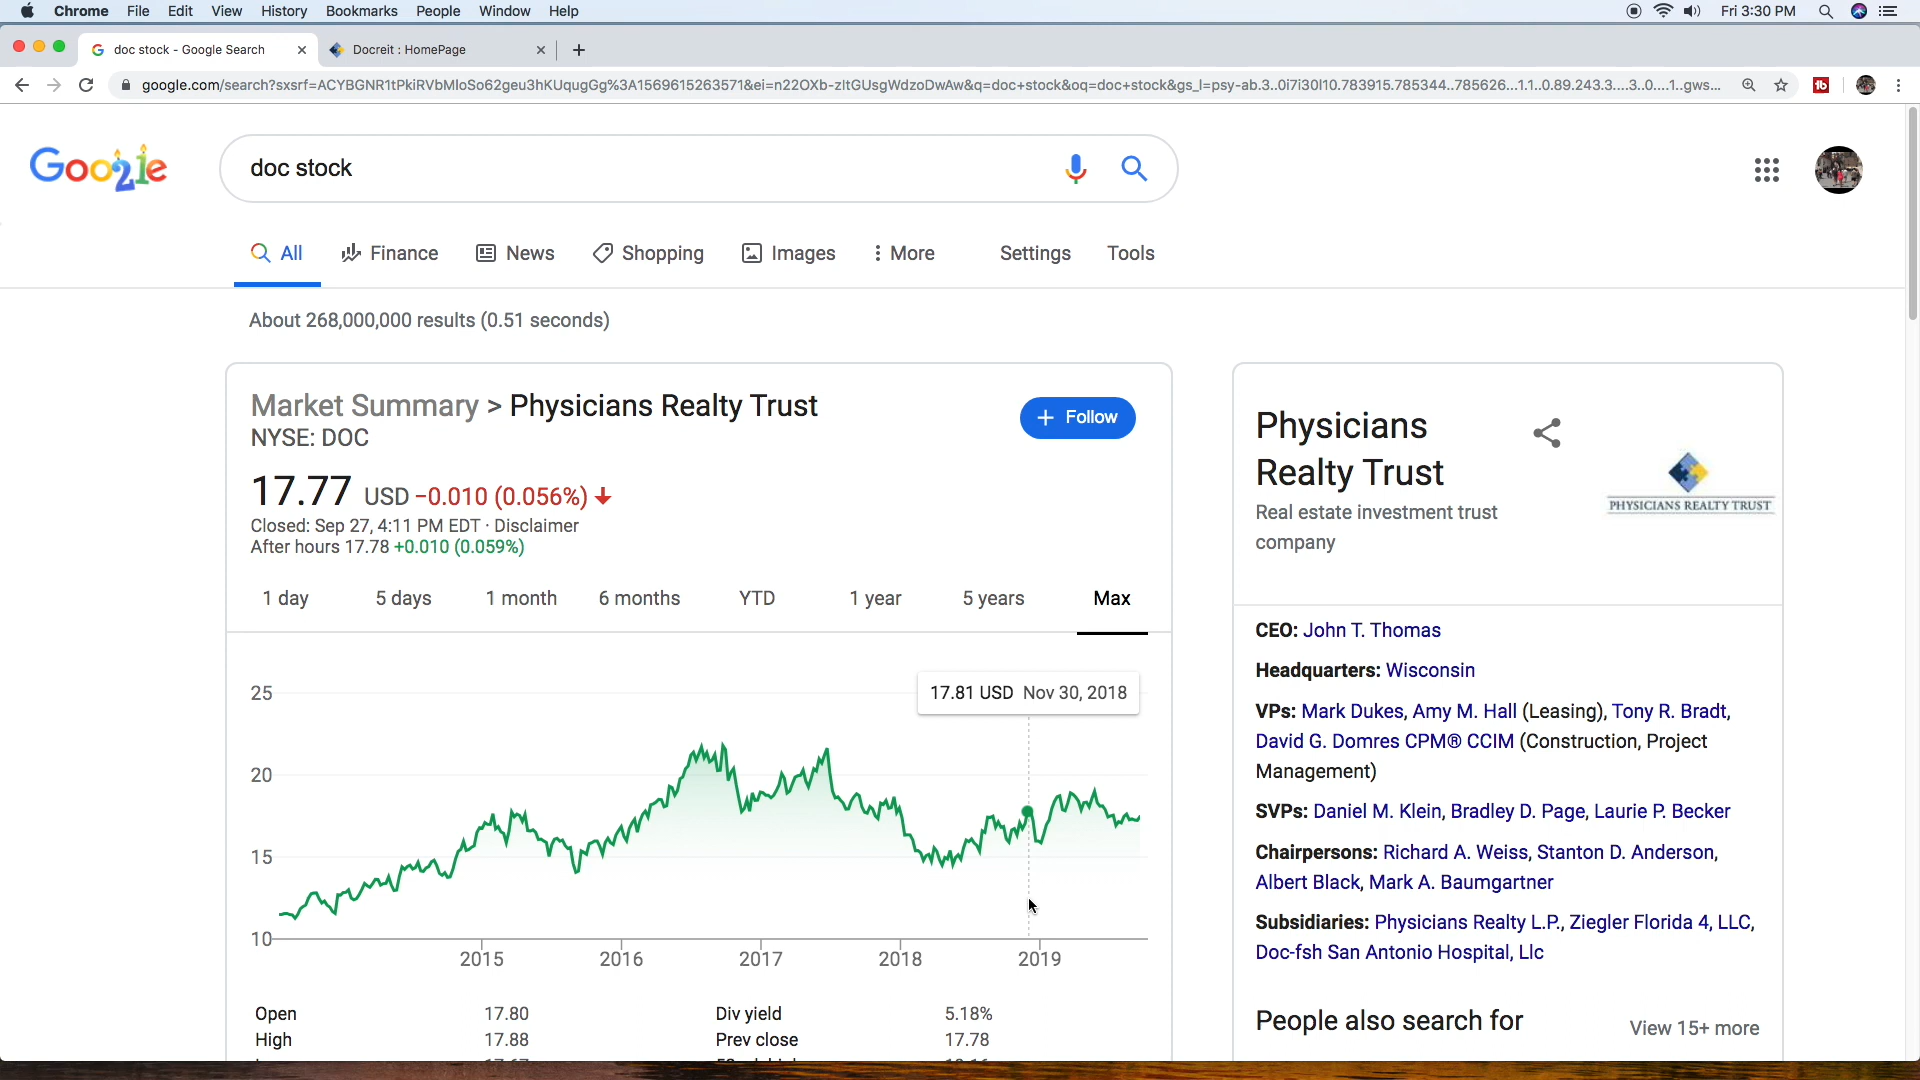 Chrome File Edit View History Bookmarks People Window Help Fri 3:30 PM
doc stock - Google Search Docreit : HomePage
google.com/search?sxsrf=ACYBGNR1tPkiRVbMIoSo62geu3hKUqugGg%3A1569615263571&ei=n22OXb-zItGUsgWdzoDwAw&q=doc+stock&oq=doc+stock&gs_l=psy-ab.3..0i7i30l10.783915.785344..785626...1.1..0.89.243.3....3..0....1..gws...
Google
doc stock
All Finance News Shopping Images More Settings Tools
About 268,000,000 results (0.51 seconds)
Market Summary > Physicians Realty Trust
NYSE: DOC
Follow
17.77 USD −0.010 (0.056%)
Closed: Sep 27, 4:11 PM EDT · Disclaimer
After hours 17.78 +0.010 (0.059%)
1 day 5 days 1 month 6 months YTD 1 year 5 years Max
17.81 USD Nov 30, 2018
25
20
15
10
2015 2016 2017 2018 2019
Open 17.80 Div yield 5.18%
High 17.88 Prev close 17.78
Physicians
Realty Trust
Real estate investment trust
company
PHYSICIANS REALTY TRUST
CEO: John T. Thomas
Headquarters: Wisconsin
VPs: Mark Dukes, Amy M. Hall (Leasing), Tony R. Bradt,
David G. Domres CPM® CCIM (Construction, Project
Management)
SVPs: Daniel M. Klein, Bradley D. Page, Laurie P. Becker
Chairpersons: Richard A. Weiss, Stanton D. Anderson,
Albert Black, Mark A. Baumgartner
Subsidiaries: Physicians Realty L.P., Ziegler Florida 4, LLC,
Doc-fsh San Antonio Hospital, Llc
People also search for View 15+ more